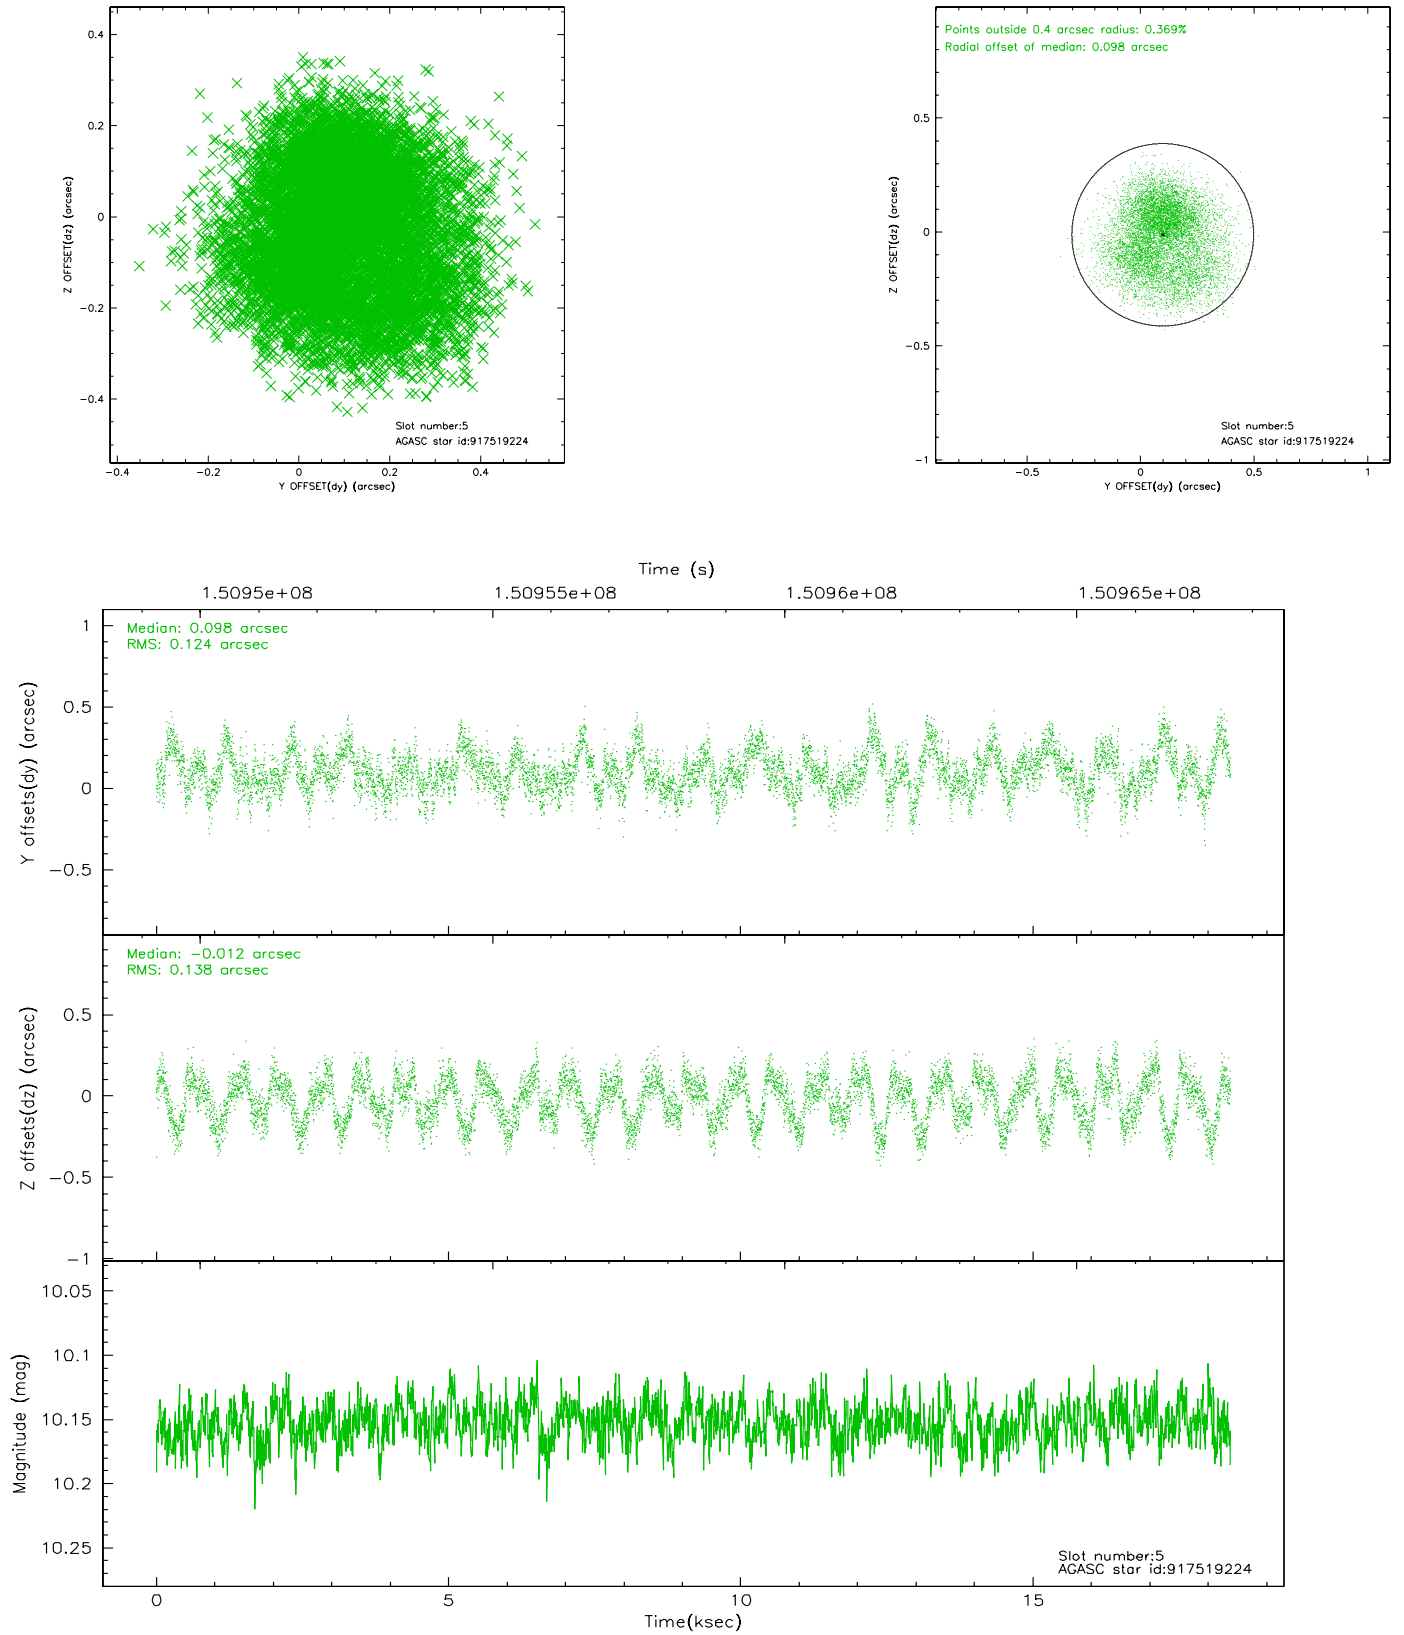 0.4
0.2
0
−0.2
−0.4
−0.4
−0.2
0
0.2
0.4
Z OFFSET(dz) (arcsec)
Y OFFSET(dy) (arcsec)
Slot number:5
AGASC star id:917519224
Points outside 0.4 arcsec radius: 0.369%
Radial offset of median: 0.098 arcsec
0.5
0
−0.5
−1
−0.5
0
0.5
1
Z OFFSET(dz) (arcsec)
Y OFFSET(dy) (arcsec)
Slot number:5
AGASC star id:917519224
Time (s)
1.5095e+08
1.50955e+08
1.5096e+08
1.50965e+08
Median: 0.098 arcsec
RMS: 0.124 arcsec
1
0.5
0
−0.5
Y offsets(dy) (arcsec)
Median: −0.012 arcsec
RMS: 0.138 arcsec
0.5
0
−0.5
−1
Z offsets(dz) (arcsec)
10.05
10.1
10.15
10.2
10.25
Magnitude (mag)
Slot number:5
AGASC star id:917519224
0
5
10
15
Time(ksec)